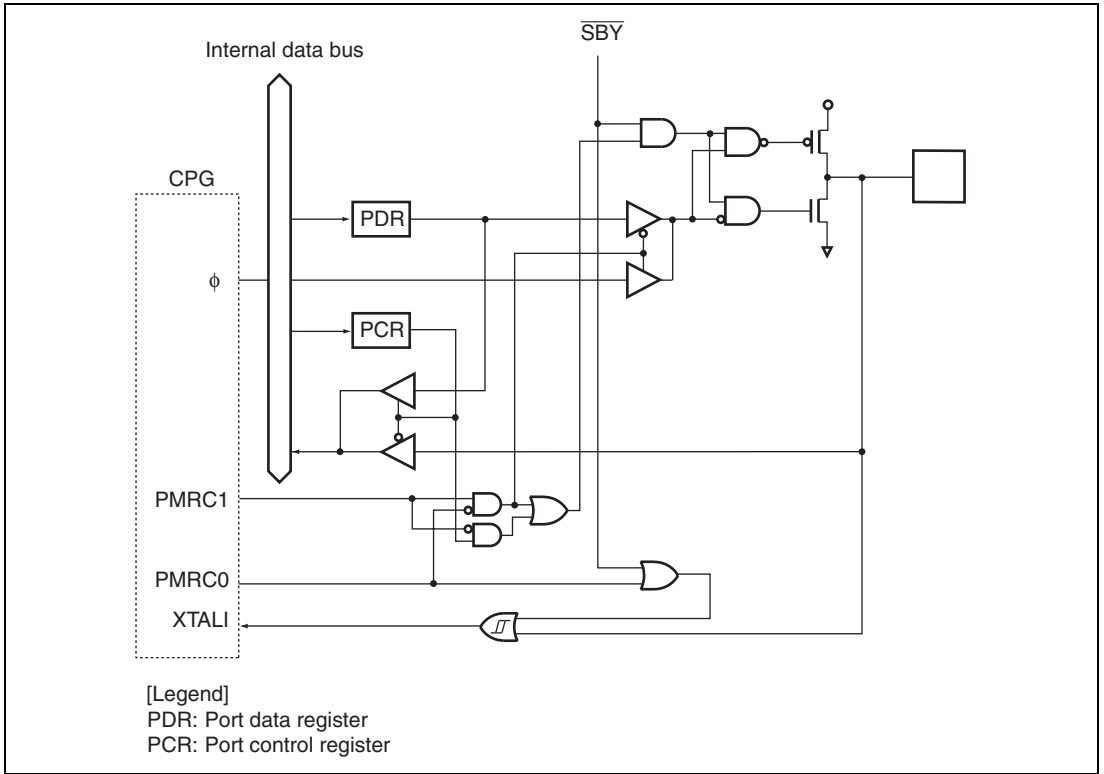 SBY
Internal data bus
CPG
PDR
φ
PCR
PMRC1
PMRC0
XTALI
[Legend]
PDR: Port data register
PCR: Port control register